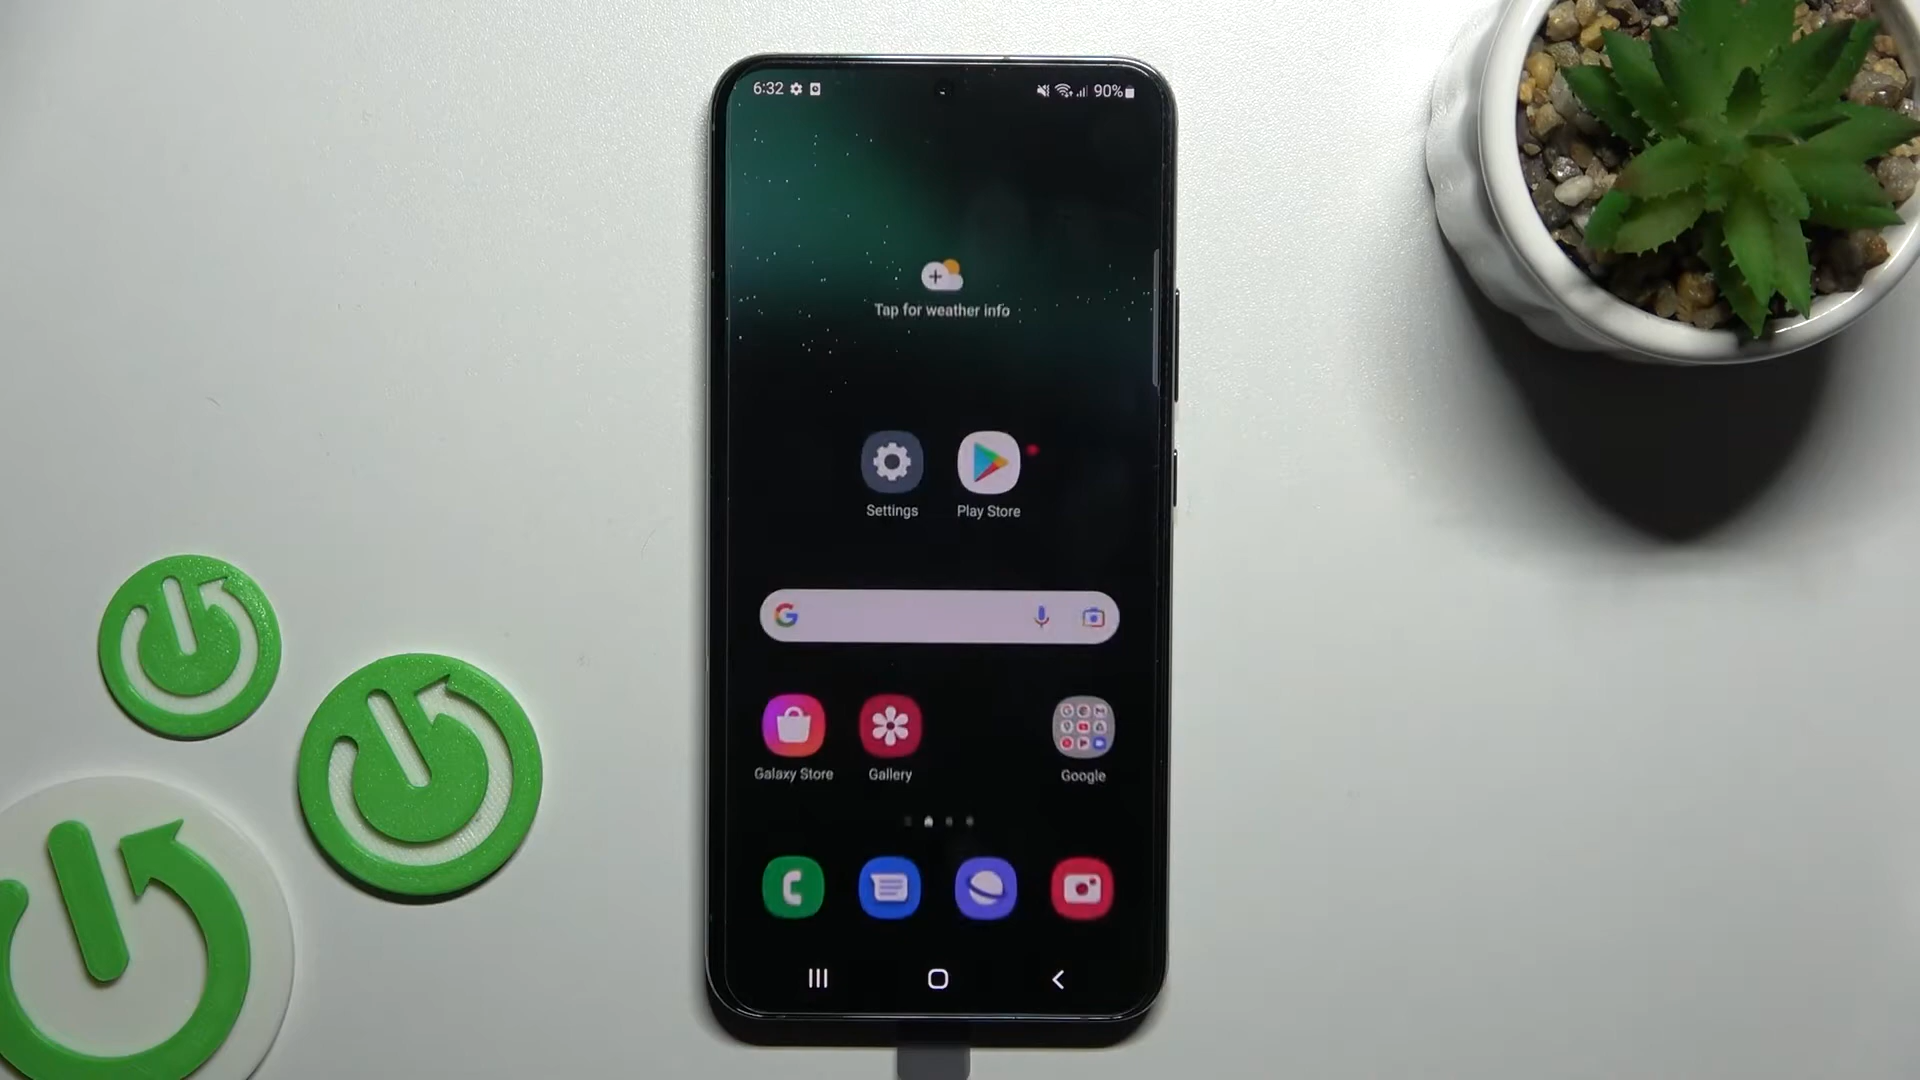 6:32
90%
Tap for weather info
Settings
Play Store
Galaxy Store
Gallery
Google